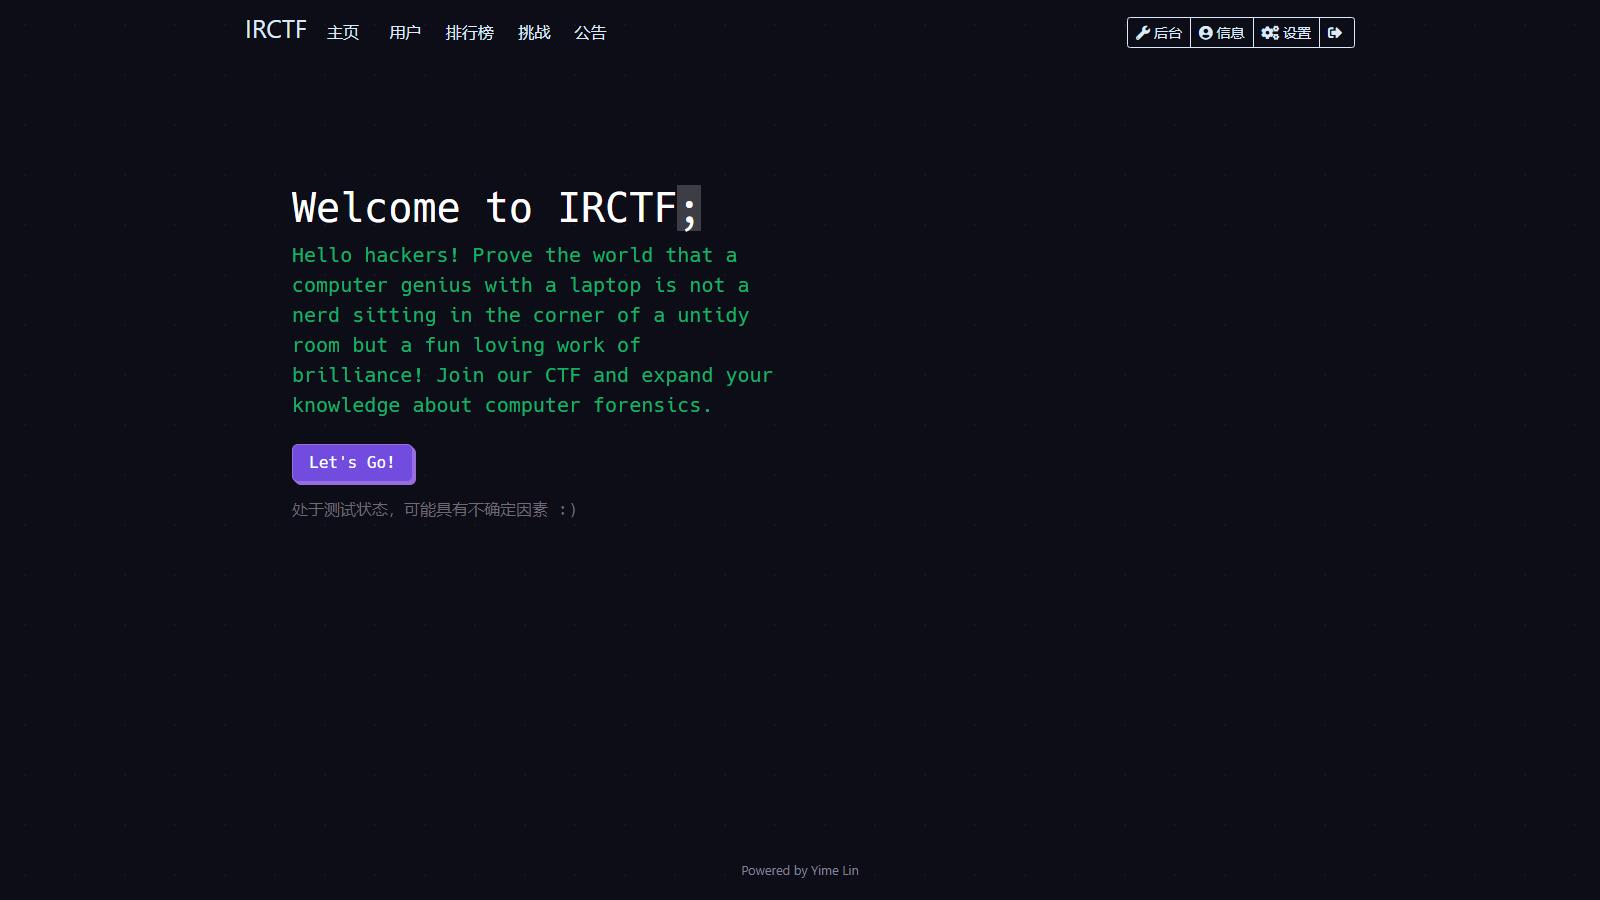 IRCTF 主页 用户 排行榜 挑战 公告 后台 信息 设置
Welcome to IRCTF;
Hello hackers! Prove the world that a
computer genius with a laptop is not a
nerd sitting in the corner of a untidy
room but a fun loving work of
brilliance! Join our CTF and expand your
knowledge about computer forensics.
Let's Go!
处于测试状态，可能具有不确定因素 :)
Powered by Yime Lin